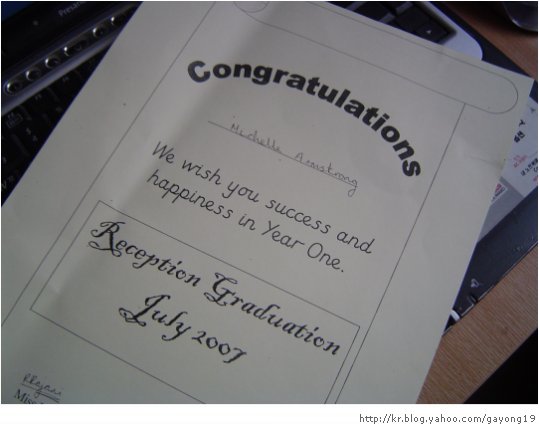 Congratulations
Michelle Armstrong
We wish you success and
happiness in Year One.
Reception Graduation
July 2007
Miss
http://kr.blog.yahoo.com/gayong19